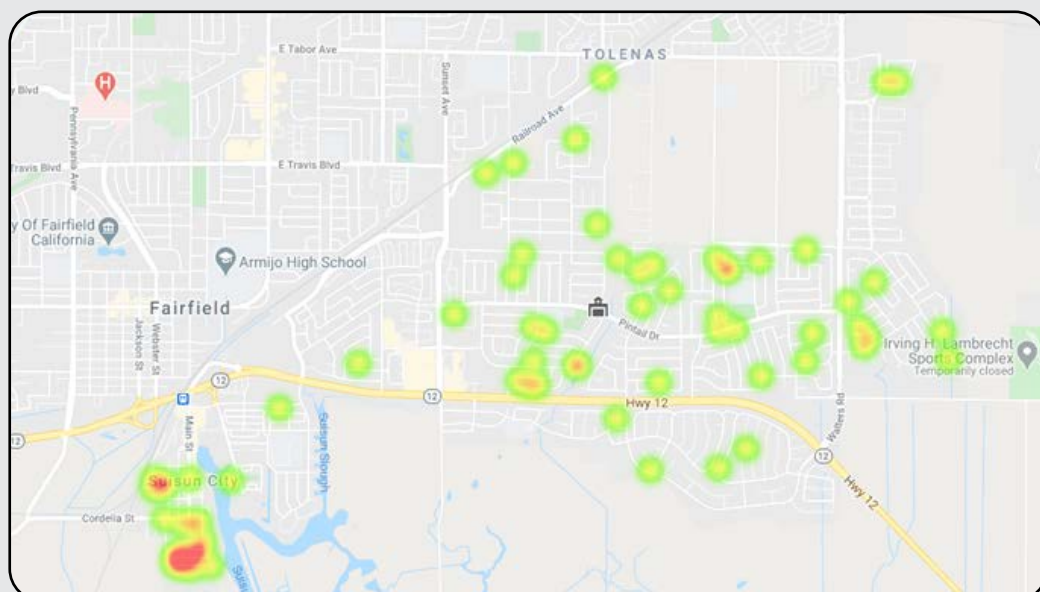 E Tabor Ave
TOLENAS
H
y Blvd
Sunset Ave
Railroad Ave
Pennsylvania Ave
Travis Blvd
E Travis Blvd
y Of Fairfield
California
Armijo High School
Fairfield
Jackson St
Webster St
Pintail Dr
Irving H. Lambrecht
Sports Complex
Temporarily closed
12
12
Hwy 12
12
Main St
Walters Rd
Suisun Slough
12
Suisun City
Hwy 12
Cordelia St
Suisun